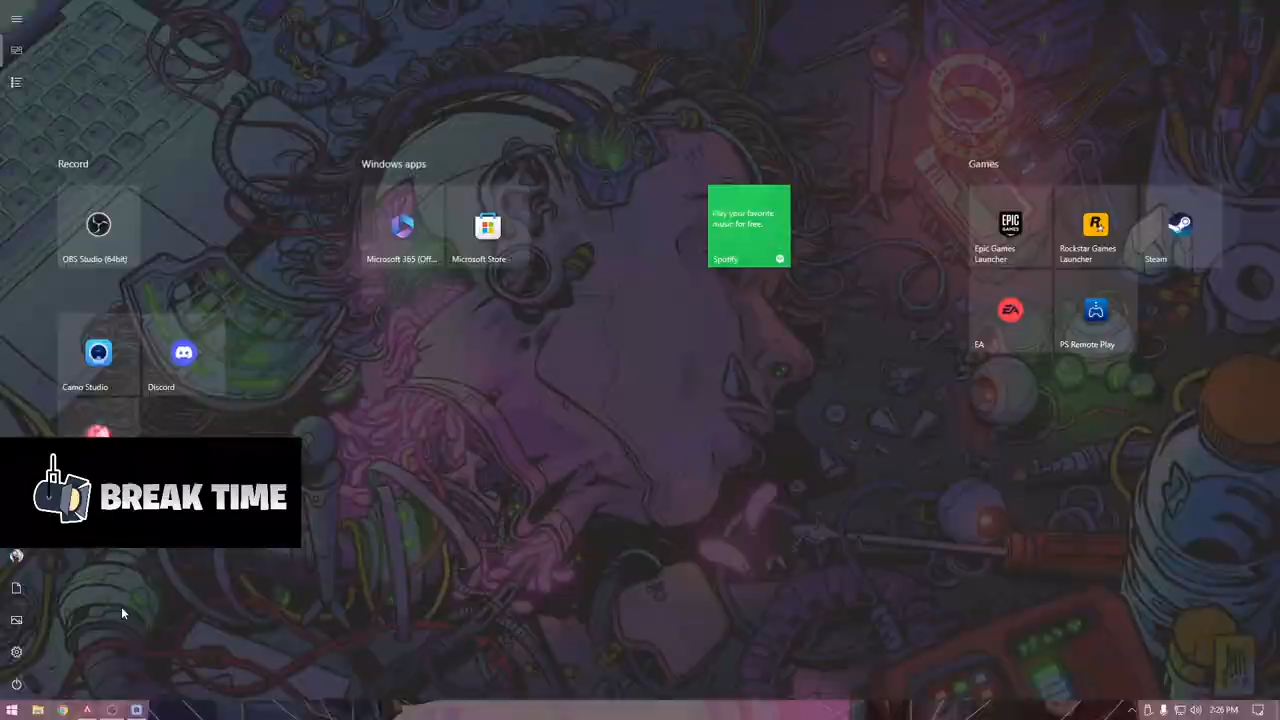 Record
Windows apps
Games
OBS Studio (64bit)
Microsoft 365 (Off...
Microsoft Store
Play your favorite
music for free.
Spotify
EPIC
GAMES
Epic Games
Launcher
R
Rockstar Games
Launcher
Steam
Camo Studio
Discord
EA
EA
PS Remote Play
BREAK TIME
2:26 PM